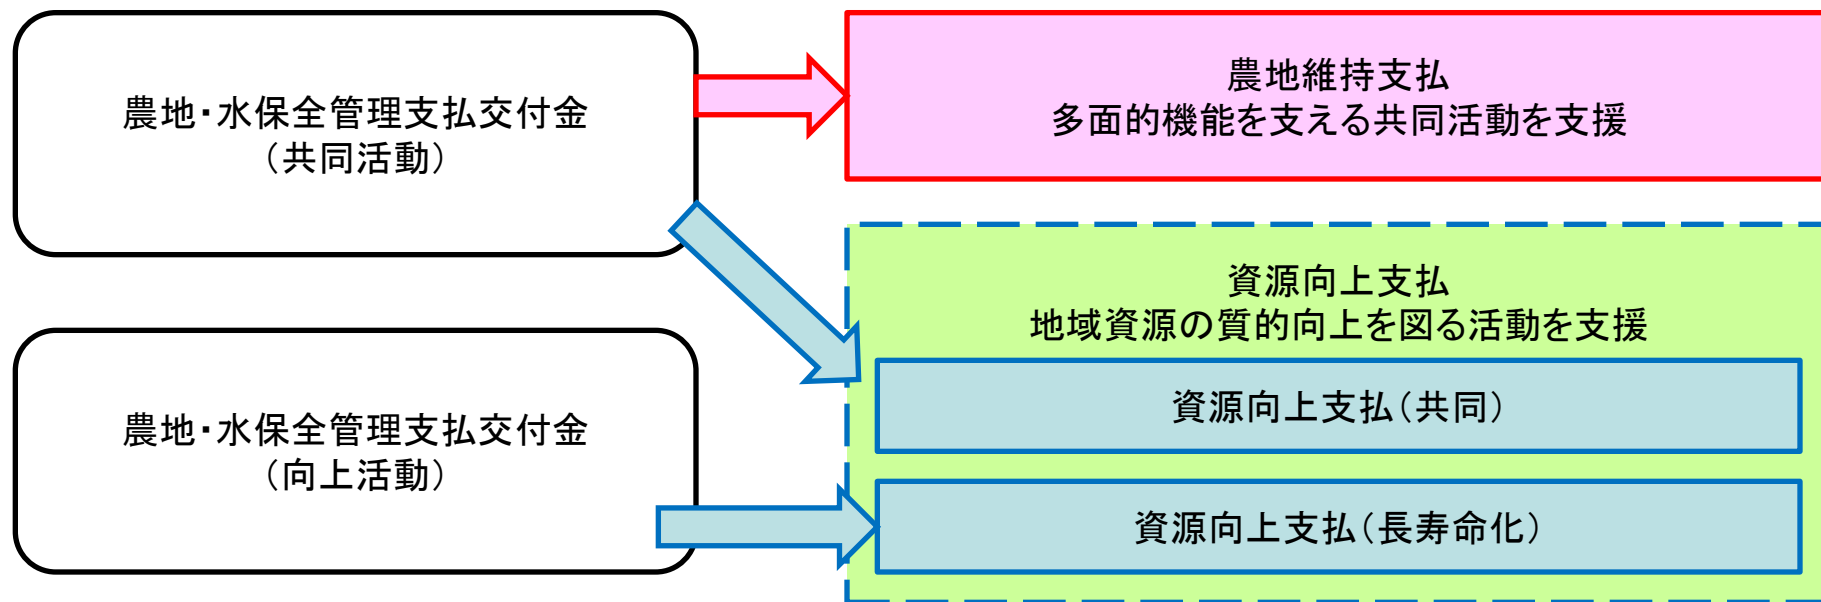 農地・水保全管理支払交付金
（共同活動）
農地維持支払
多面的機能を支える共同活動を支援
資源向上支払
地域資源の質的向上を図る活動を支援
資源向上支払（共同）
農地・水保全管理支払交付金
（向上活動）
資源向上支払（長寿命化）